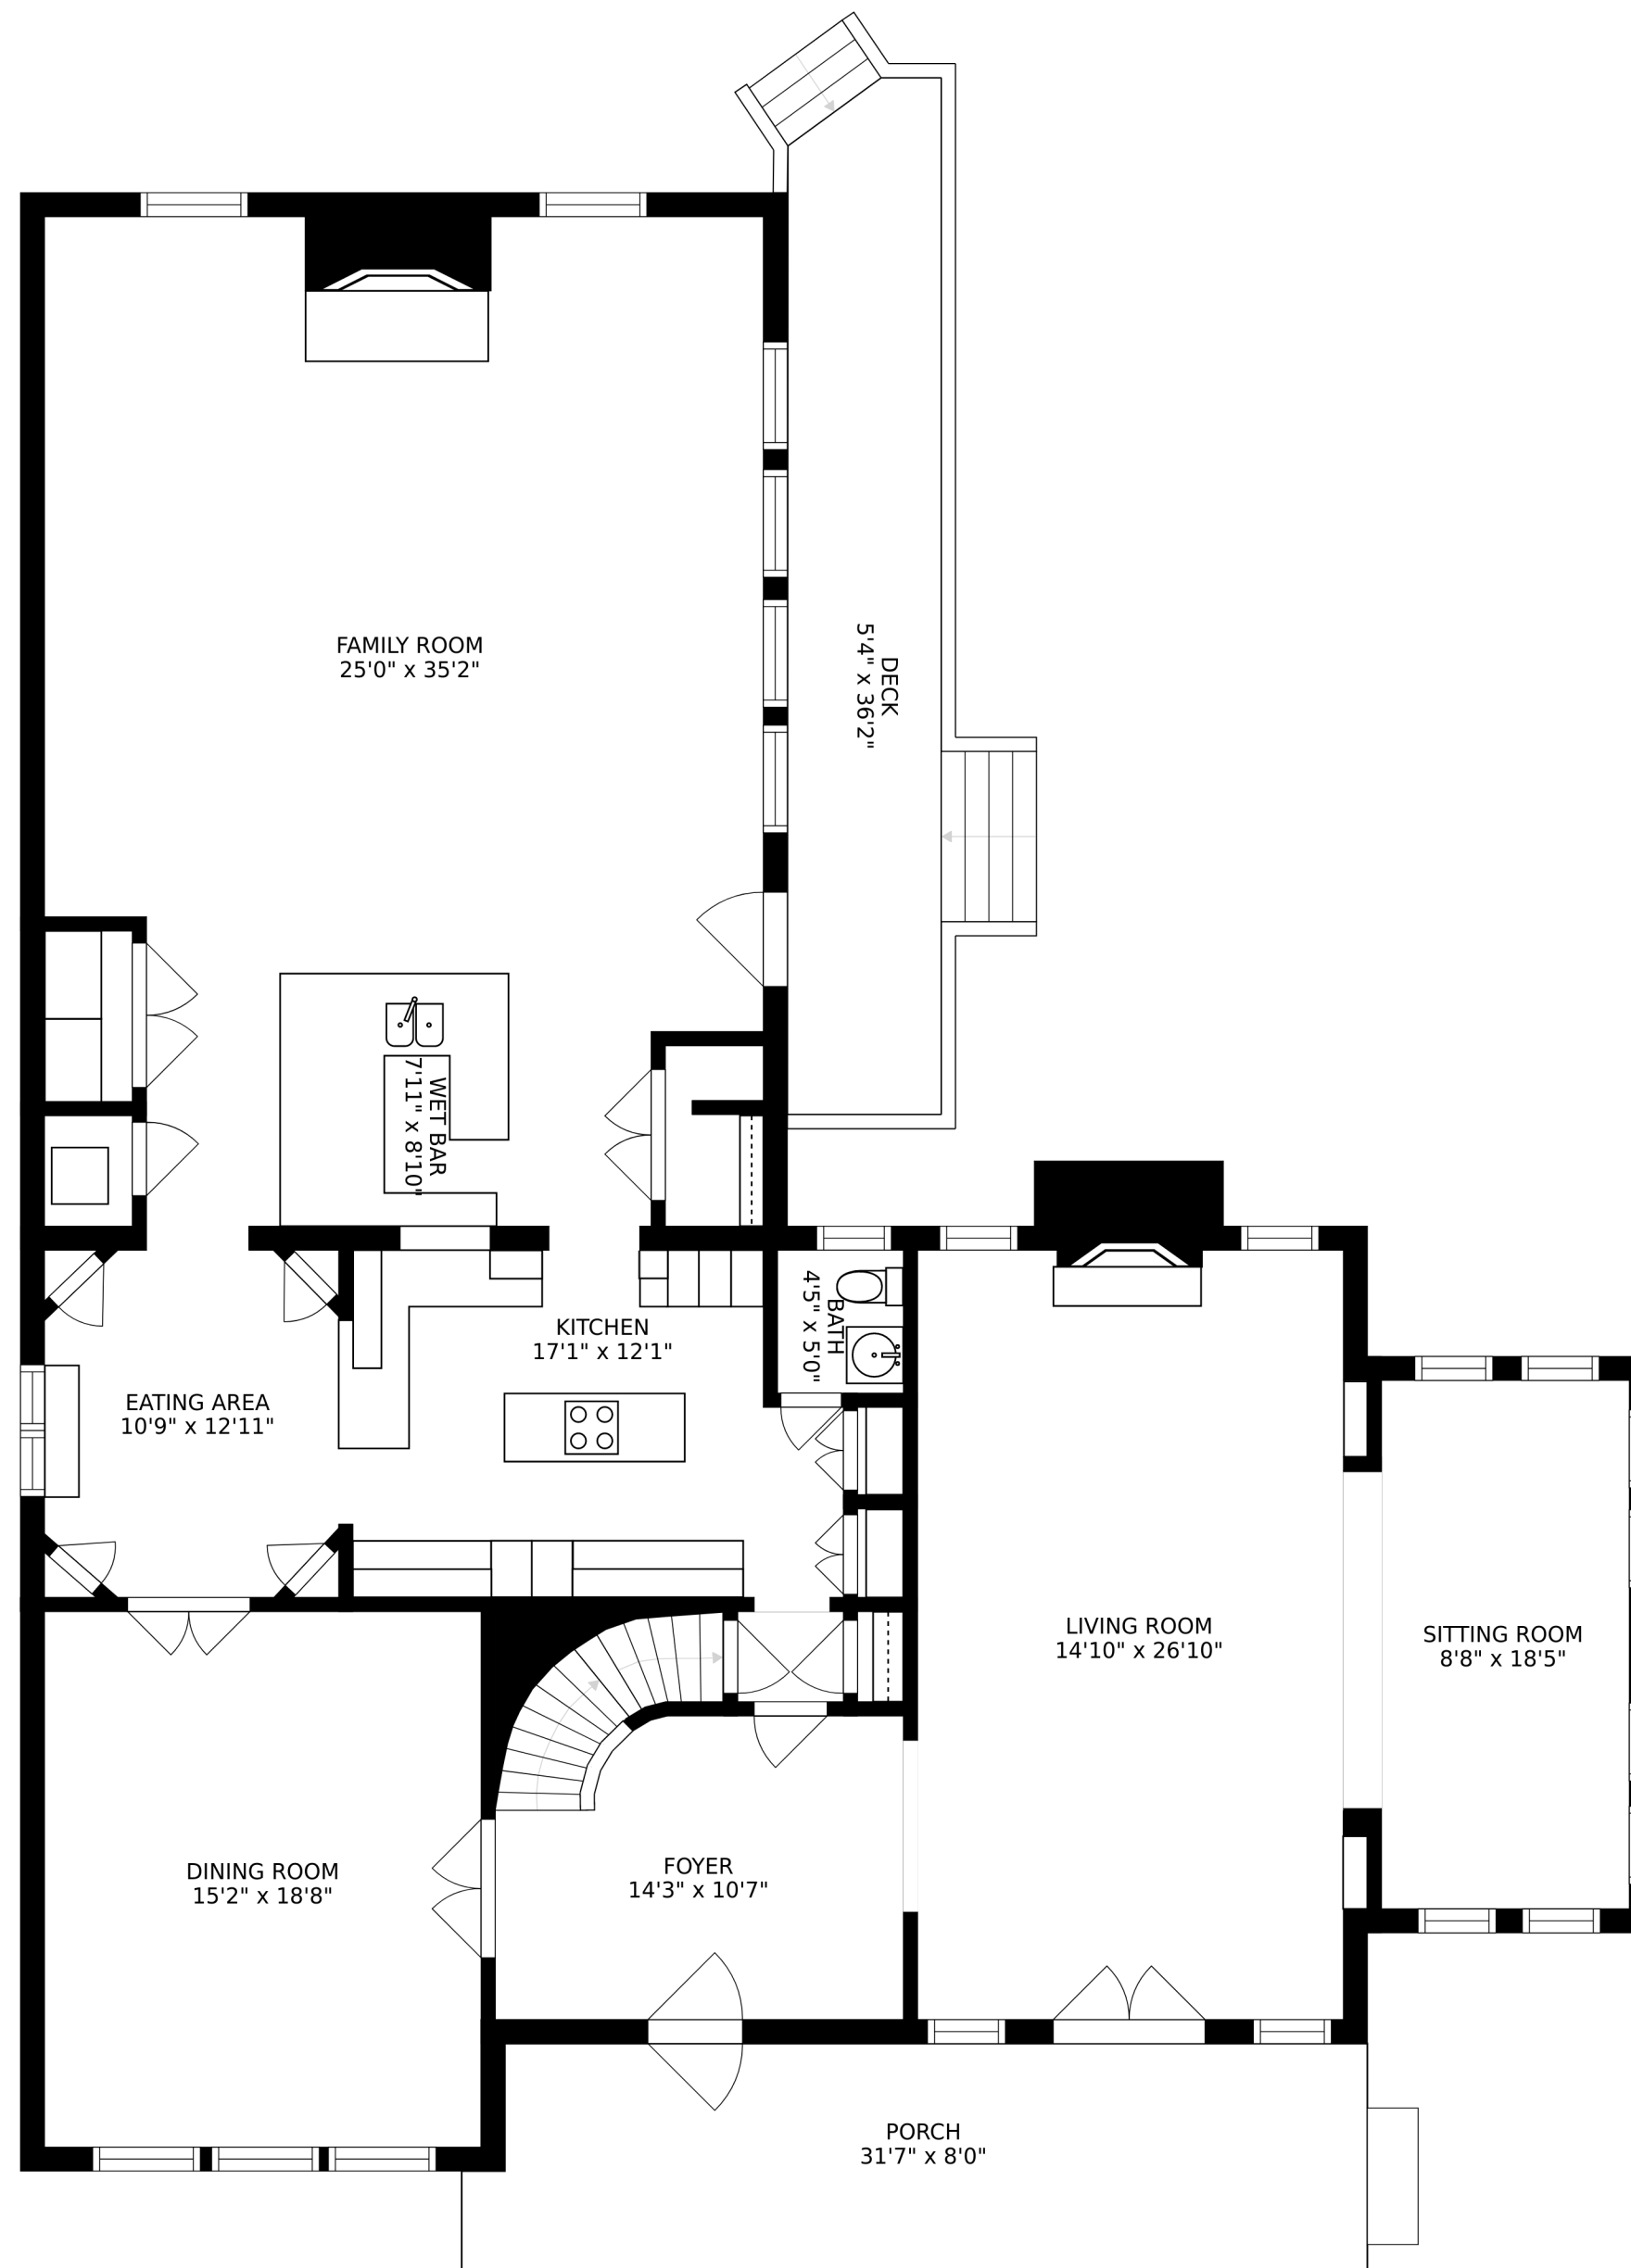 FAMILY ROOM
25'0" x 35'2"
DECK
5'4" x 36'2"
WET BAR
7'11" x 8'10"
BATH
4'5" x 5'0"
KITCHEN
17'1" x 12'1"
EATING AREA
10'9" x 12'11"
LIVING ROOM
14'10" x 26'10"
SITTING ROOM
8'8" x 18'5"
DINING ROOM
15'2" x 18'8"
FOYER
14'3" x 10'7"
PORCH
31'7" x 8'0"